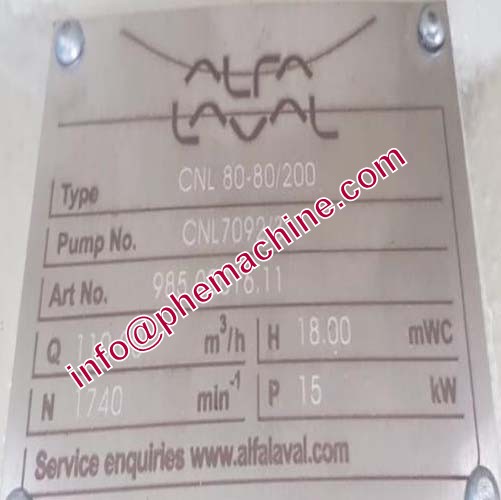 ALFA
LAVAL
Type CNL 80-80/200
Pump No.
Art No.
Q m³/h H 18.00 mWC
N 1740 min⁻¹ P 15 kW
Service enquiries www.alfalaval.com
info@phemachine.com